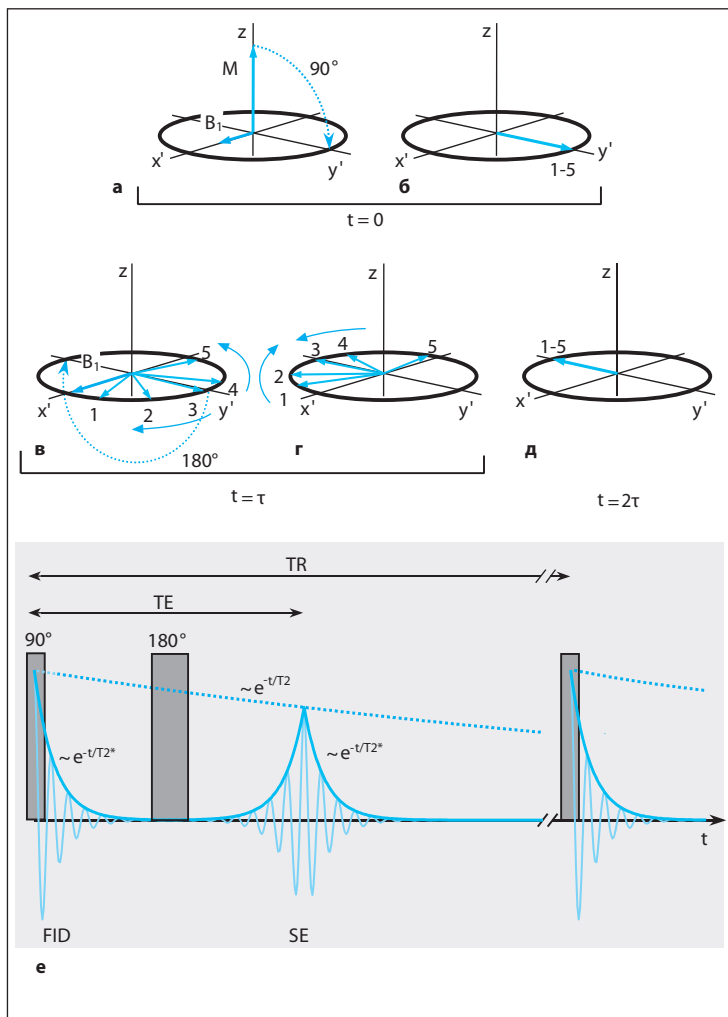 z
M
90°
B₁
x'
y'
а
z
x'
y'
1-5
б
t = 0
z
B₁
5
4
x'
1
2
3
y'
180°
в
z
3
4
5
2
1
x'
y'
г
t = τ
z
1-5
x'
y'
д
t = 2τ
TR
TE
90°
180°
~e^-t/T2
~e^-t/T2*
~e^-t/T2*
t
FID
SE
е